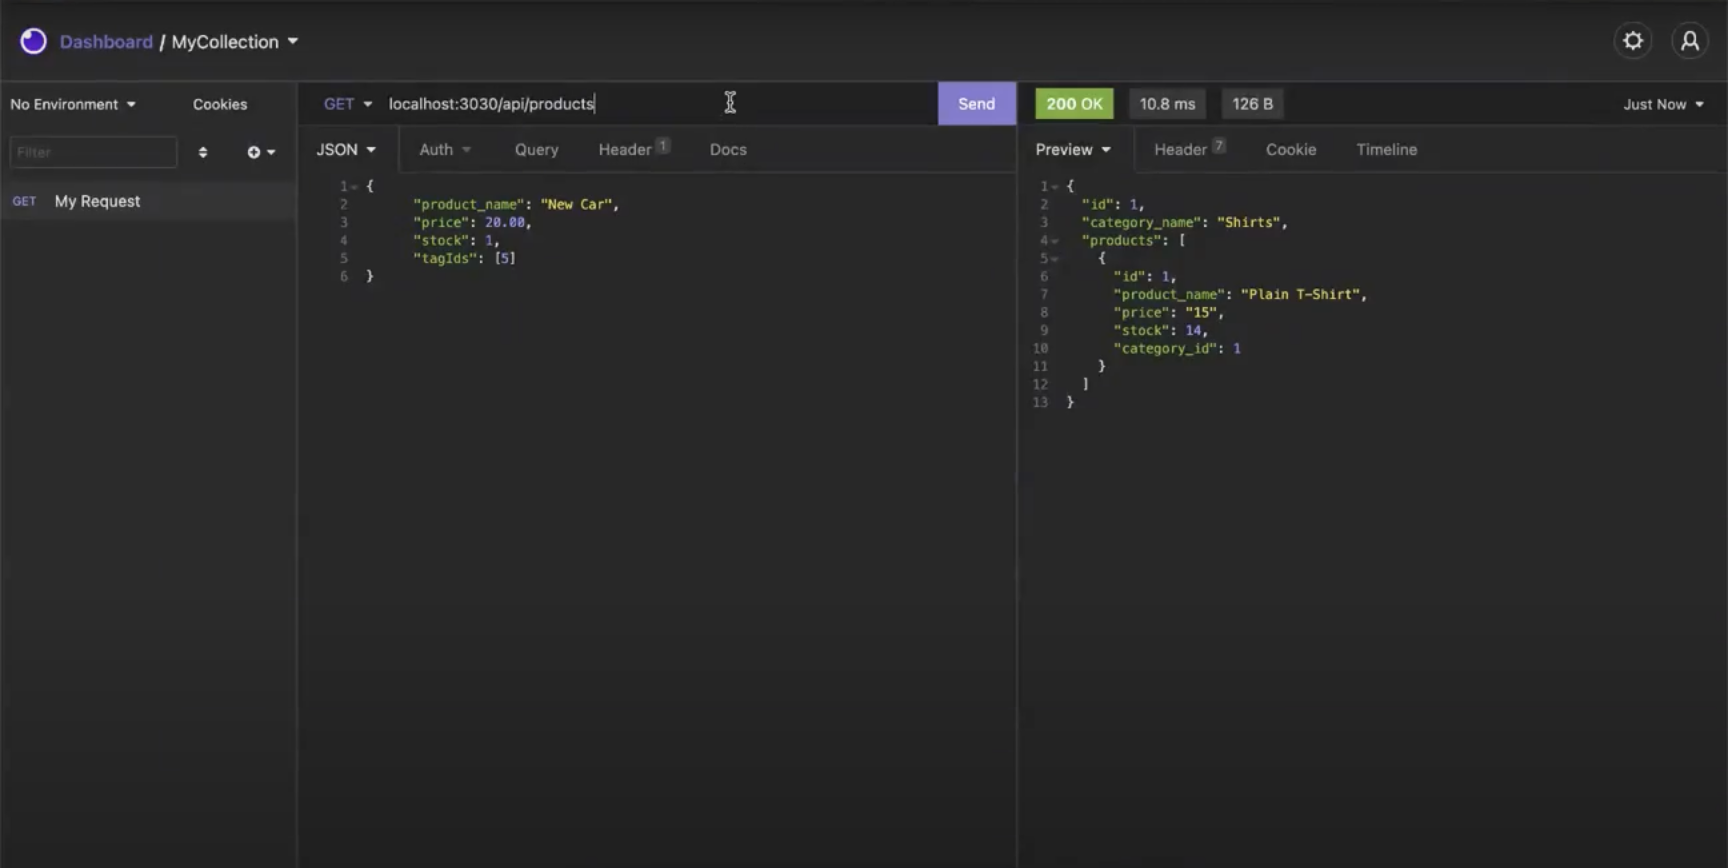 Dashboard / MyCollection
No Environment
Cookies
GET localhost:3030/api/products
Send
200 OK
10.8 ms
126 B
Just Now
Filter
JSON
Auth
Query
Header 1
Docs
Preview
Header 7
Cookie
Timeline
GET My Request
1 {
2 "product_name": "New Car",
3 "price": 20.00,
4 "stock": 1,
5 "tagIds": [5]
6 }
1 {
2 "id": 1,
3 "category_name": "Shirts",
4 "products": [
5 {
6 "id": 1,
7 "product_name": "Plain T-Shirt",
8 "price": "15",
9 "stock": 14,
10 "category_id": 1
11 }
12 ]
13 }